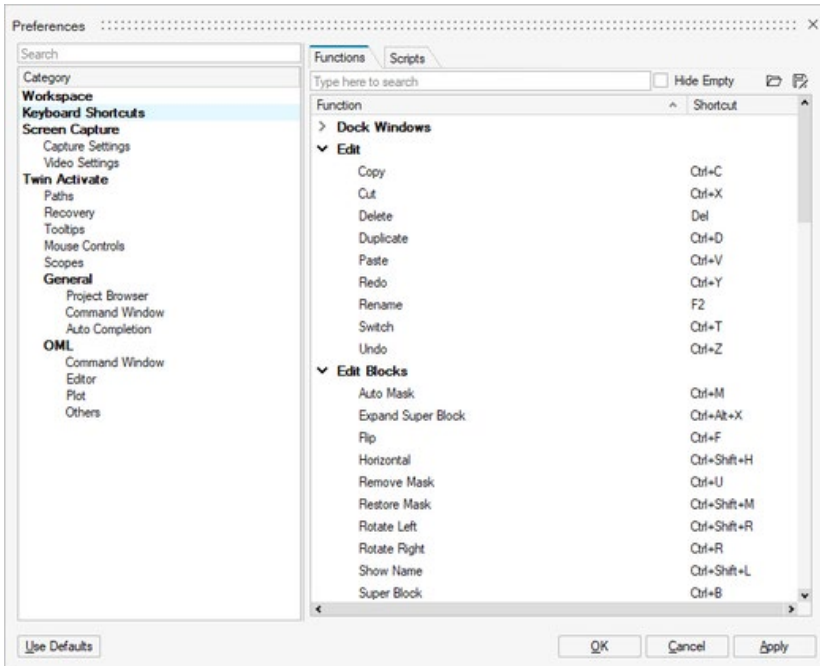 Preferences
Search
Category
Workspace
Keyboard Shortcuts
Screen Capture
Capture Settings
Video Settings
Twin Activate
Paths
Recovery
Tooltips
Mouse Controls
Scopes
General
Project Browser
Command Window
Auto Completion
OML
Command Window
Editor
Plot
Others
Functions Scripts
Type here to search Hide Empty
Function Shortcut
Dock Windows
Edit
Copy Ctrl+C
Cut Ctrl+X
Delete Del
Duplicate Ctrl+D
Paste Ctrl+V
Redo Ctrl+Y
Rename F2
Switch Ctrl+T
Undo Ctrl+Z
Edit Blocks
Auto Mask Ctrl+M
Expand Super Block Ctrl+Alt+X
Flip Ctrl+F
Horizontal Ctrl+Shift+H
Remove Mask Ctrl+U
Restore Mask Ctrl+Shift+M
Rotate Left Ctrl+Shift+R
Rotate Right Ctrl+R
Show Name Ctrl+Shift+L
Super Block Ctrl+B
Use Defaults OK Cancel Apply